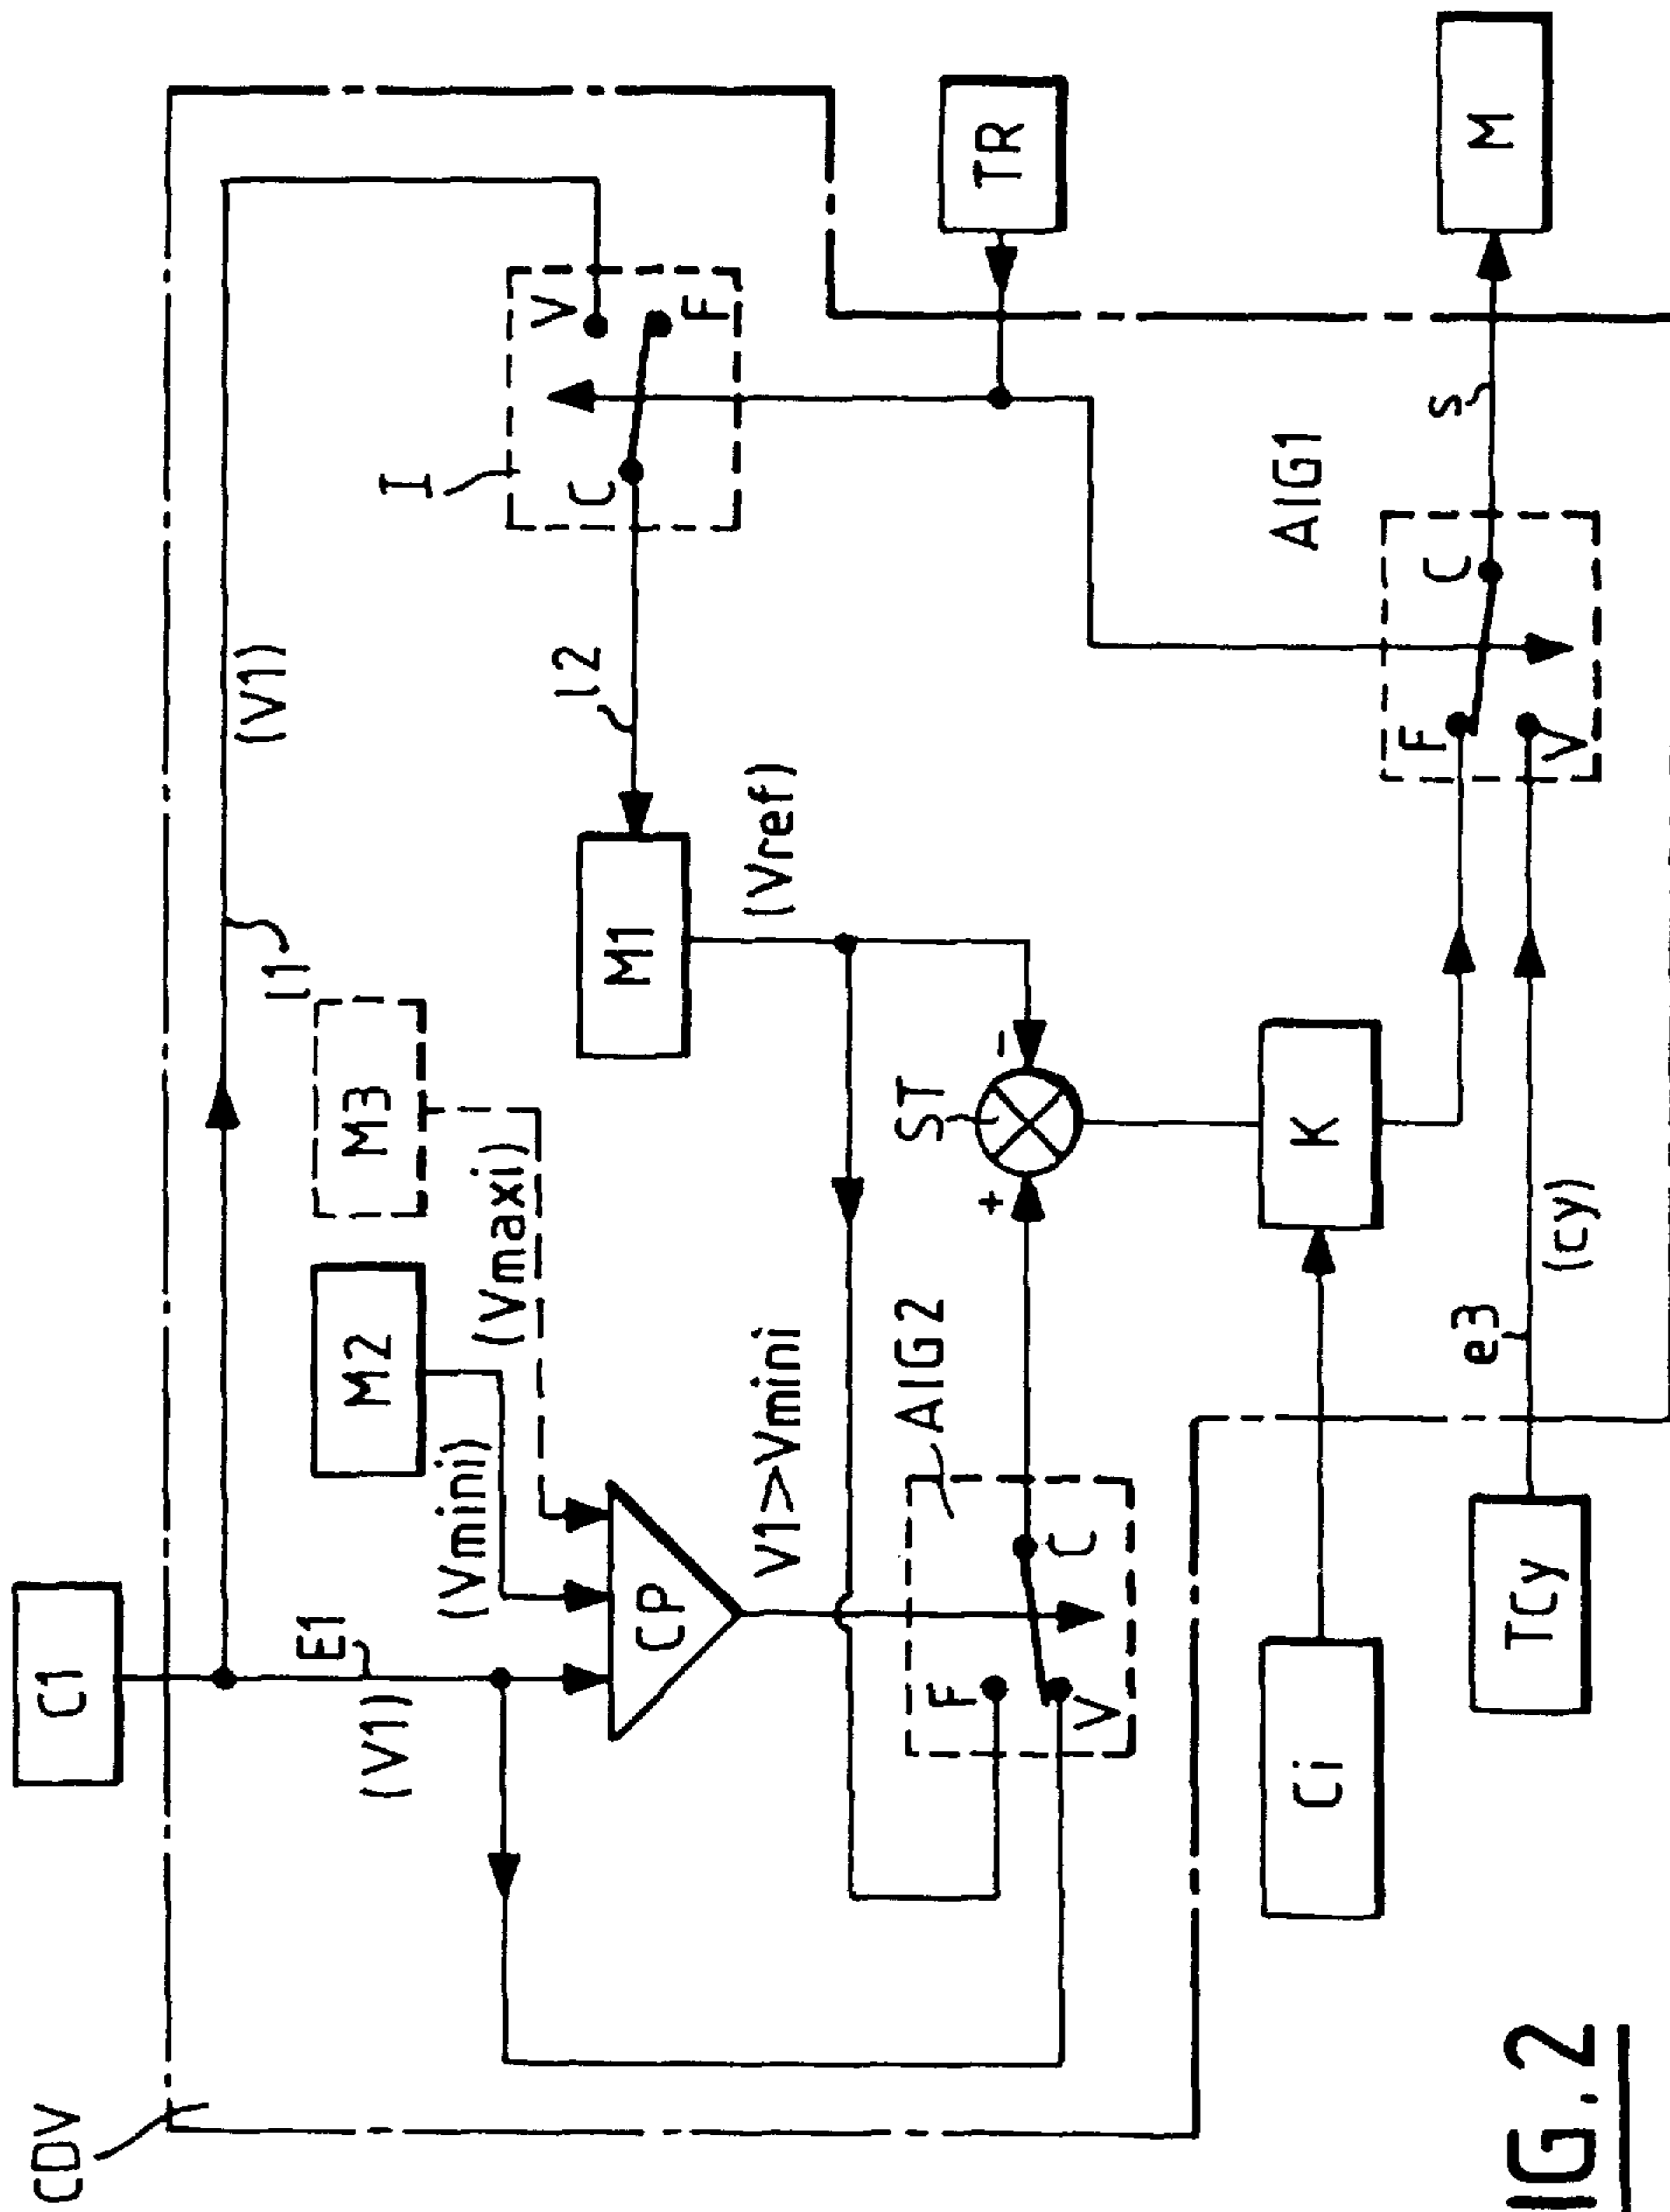 CDV
C1
E1
(V1)
(Vmini)
M2
(Vmaxi)
M3
l1
(V1)
CP
V1>Vmini
M1
l2
(Vref)
I
C
V
F
TR
F
V
C
AIG2
+
-
ST
K
Ci
TCy
e3
(cy)
F
V
C
AIG1
s
M
IG.2